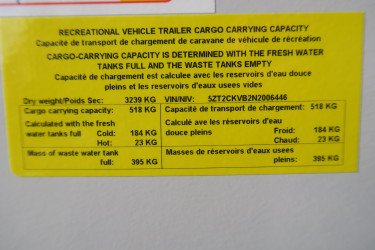 RECREATIONAL VEHICLE TRAILER CARGO CARRYING CAPACITY
Capacité de transport de chargement de caravane de véhicule de récréation
CARGO-CARRYING CAPACITY IS DETERMINED WITH THE FRESH WATER
TANKS FULL AND THE WASTE TANKS EMPTY
Capacité de chargement est calculee avec les reservoirs d'eau douce
pleins et les reservoirs d'eaux usees vides
Dry weight/Poids Sec: 3239 KG VIN/NIV: 5ZT2CKVB2N2006446
Cargo carrying capacity: 518 KG
Calculated with the fresh
water tanks full Cold: 184 KG
Hot: 23 KG
Mass of waste water tank
full: 395 KG
Capacité de transport de chargement: 518 KG
Calculé ave les réservoirs d'eau
douce pleins Froid: 184 KG
Chaud: 23 KG
Masses de réservoirs d'eaux usees
pleins: 395 KG